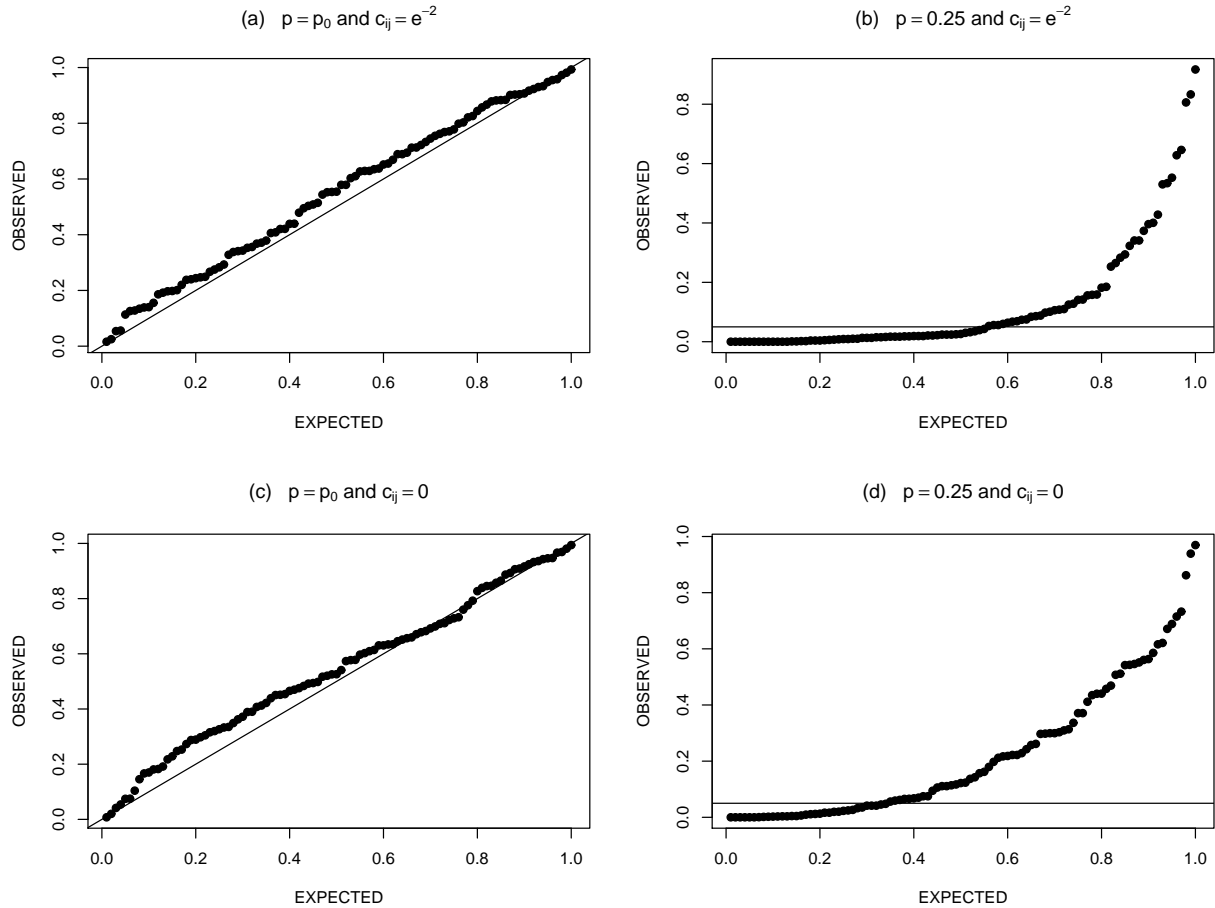 (a) p = p₀ and cᵢⱼ = e⁻²
1.0
0.8
0.6
0.4
0.2
0.0
OBSERVED
0.0 0.2 0.4 0.6 0.8 1.0
EXPECTED
(b) p = 0.25 and cᵢⱼ = e⁻²
0.8
0.6
0.4
0.2
0.0
OBSERVED
0.0 0.2 0.4 0.6 0.8 1.0
EXPECTED
(c) p = p₀ and cᵢⱼ = 0
1.0
0.8
0.6
0.4
0.2
0.0
OBSERVED
0.0 0.2 0.4 0.6 0.8 1.0
EXPECTED
(d) p = 0.25 and cᵢⱼ = 0
1.0
0.8
0.6
0.4
0.2
0.0
OBSERVED
0.0 0.2 0.4 0.6 0.8 1.0
EXPECTED